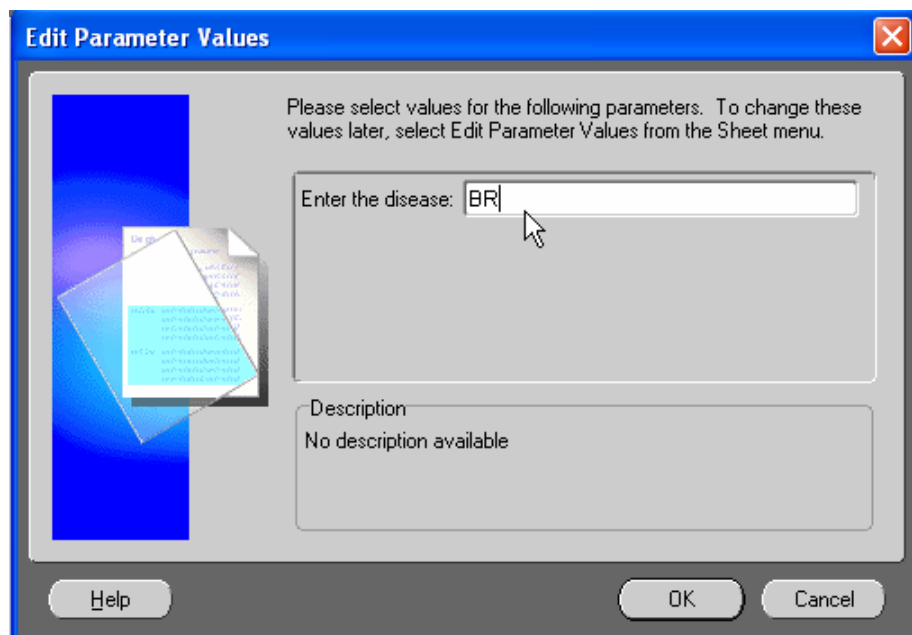 Edit Parameter Values
Please select values for the following parameters. To change these
values later, select Edit Parameter Values from the Sheet menu.
Enter the disease: BR
Description
No description available
Help
OK
Cancel